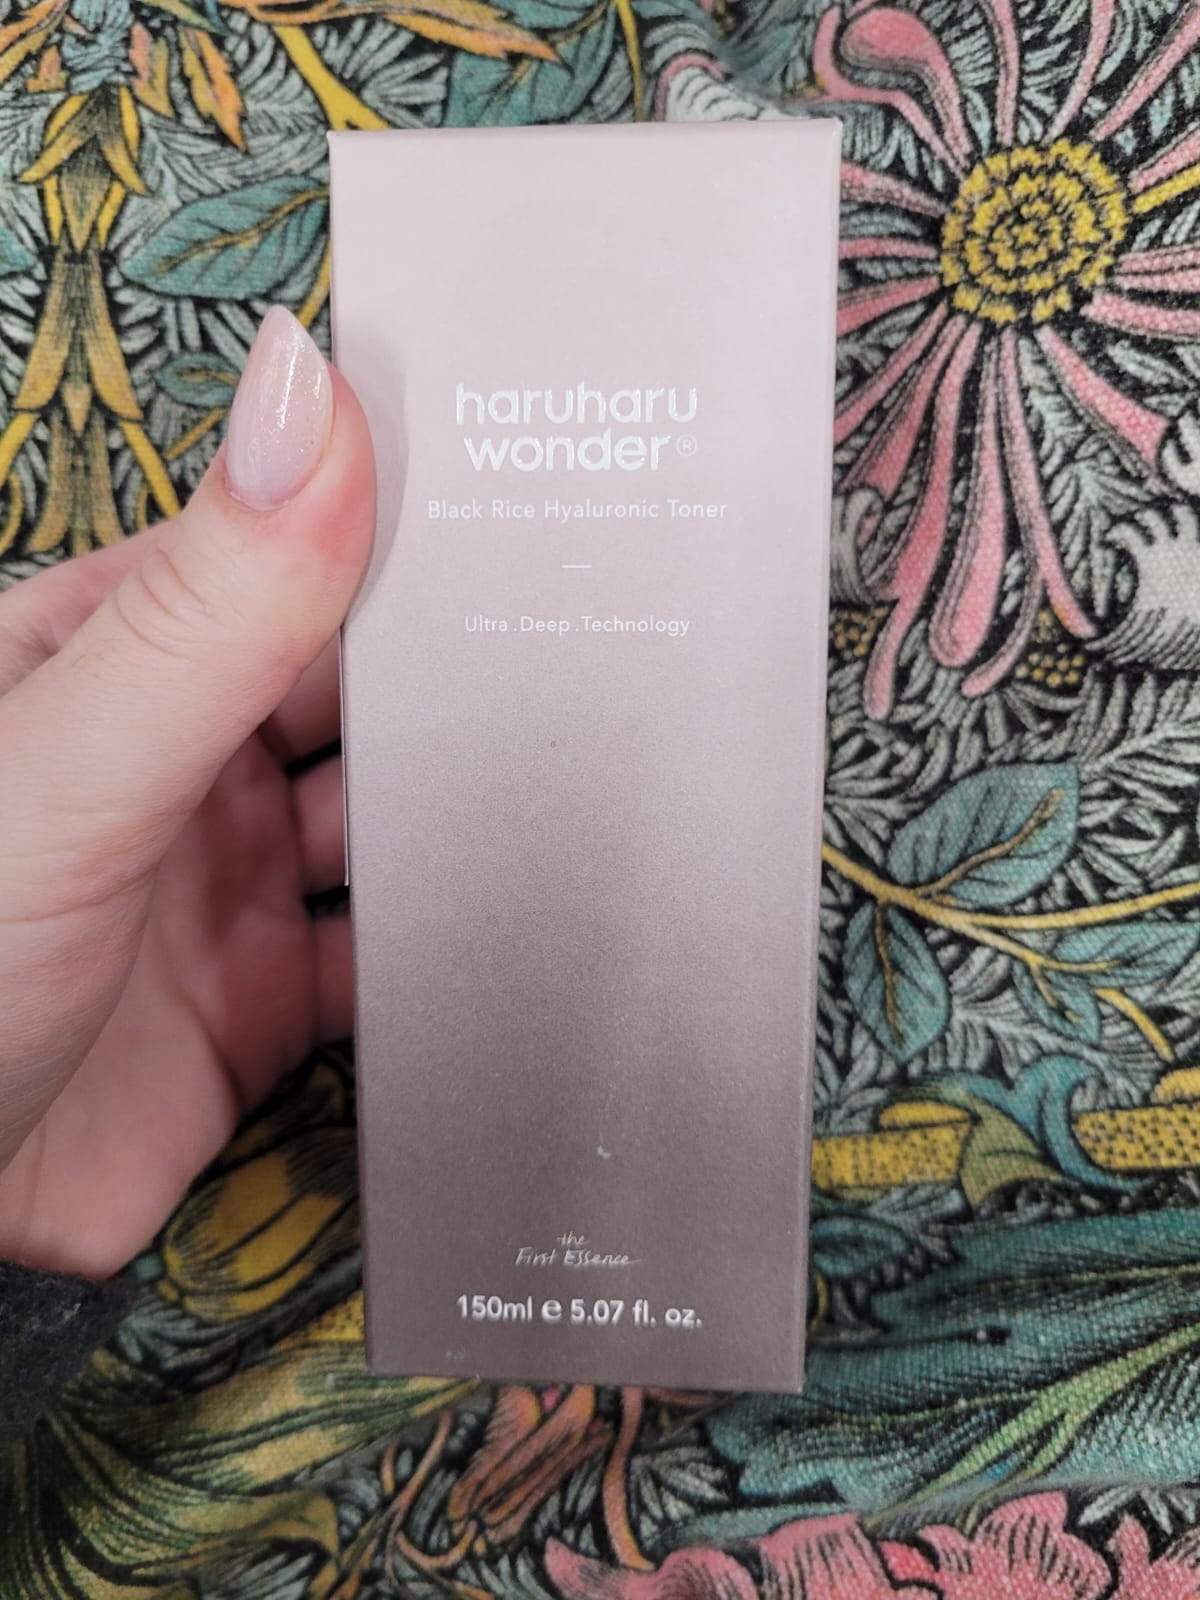 haruharu
wonder®
Black Rice Hyaluronic Toner
Ultra .Deep .Technology
the
First Essence
150ml ℮ 5.07 fl. oz.